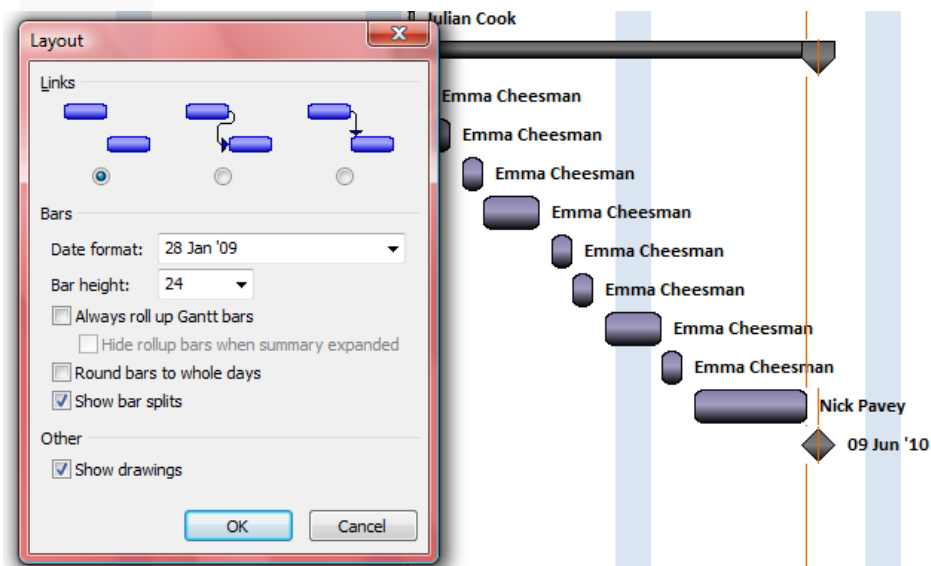 Layout
Links
Bars
Date format: 28 Jan '09
Bar height: 24
Always roll up Gantt bars
Hide rollup bars when summary expanded
Round bars to whole days
Show bar splits
Other
Show drawings
OK Cancel
Julian Cook
Emma Cheesman
Emma Cheesman
Emma Cheesman
Emma Cheesman
Emma Cheesman
Emma Cheesman
Emma Cheesman
Emma Cheesman
Nick Pavey
09 Jun '10